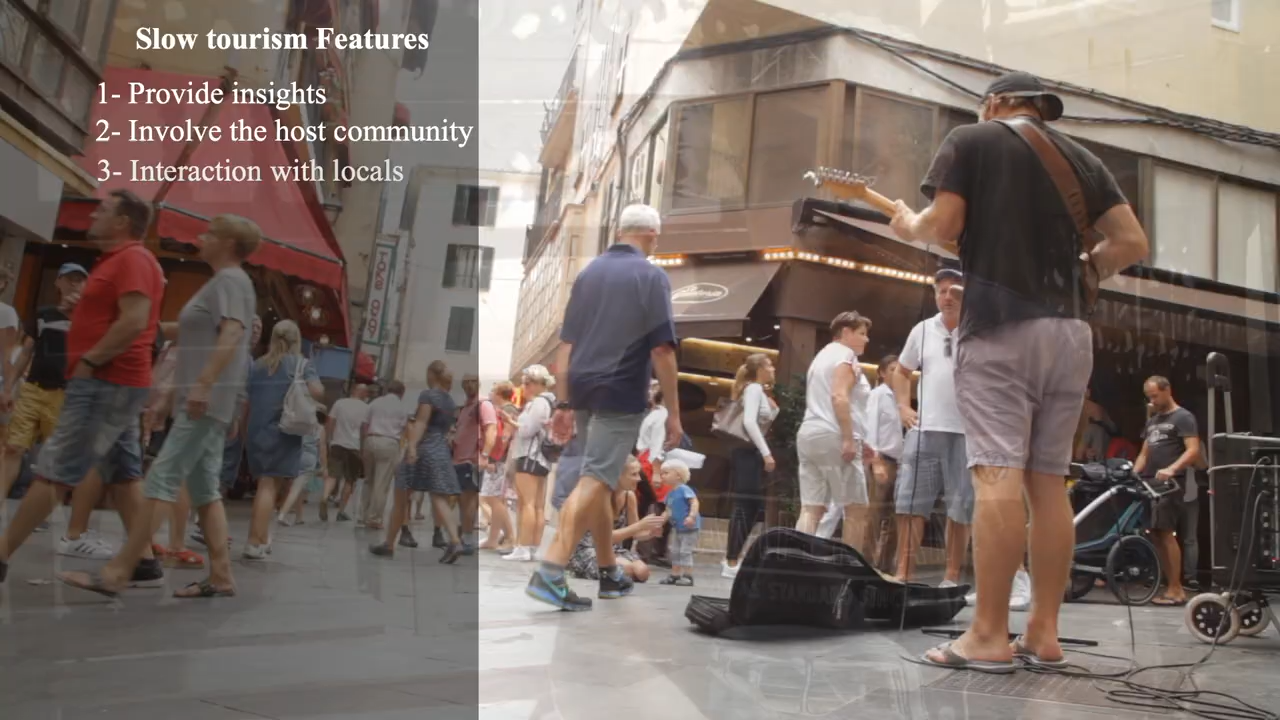 Slow tourism Features
1- Provide insights
2- Involve the host community
3- Interaction with locals